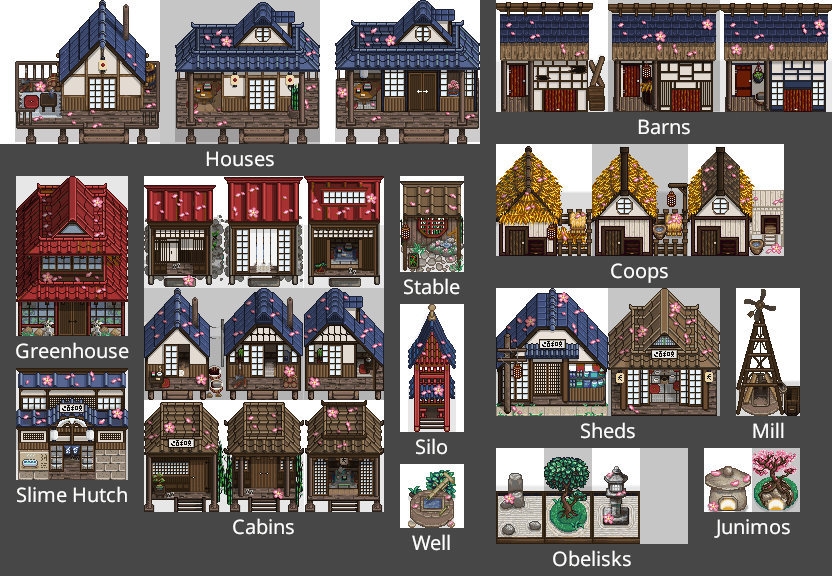 Houses
Barns
Greenhouse
Stable
Coops
Slime Hutch
Cabins
Silo
Well
Sheds
Mill
Obelisks
Junimos